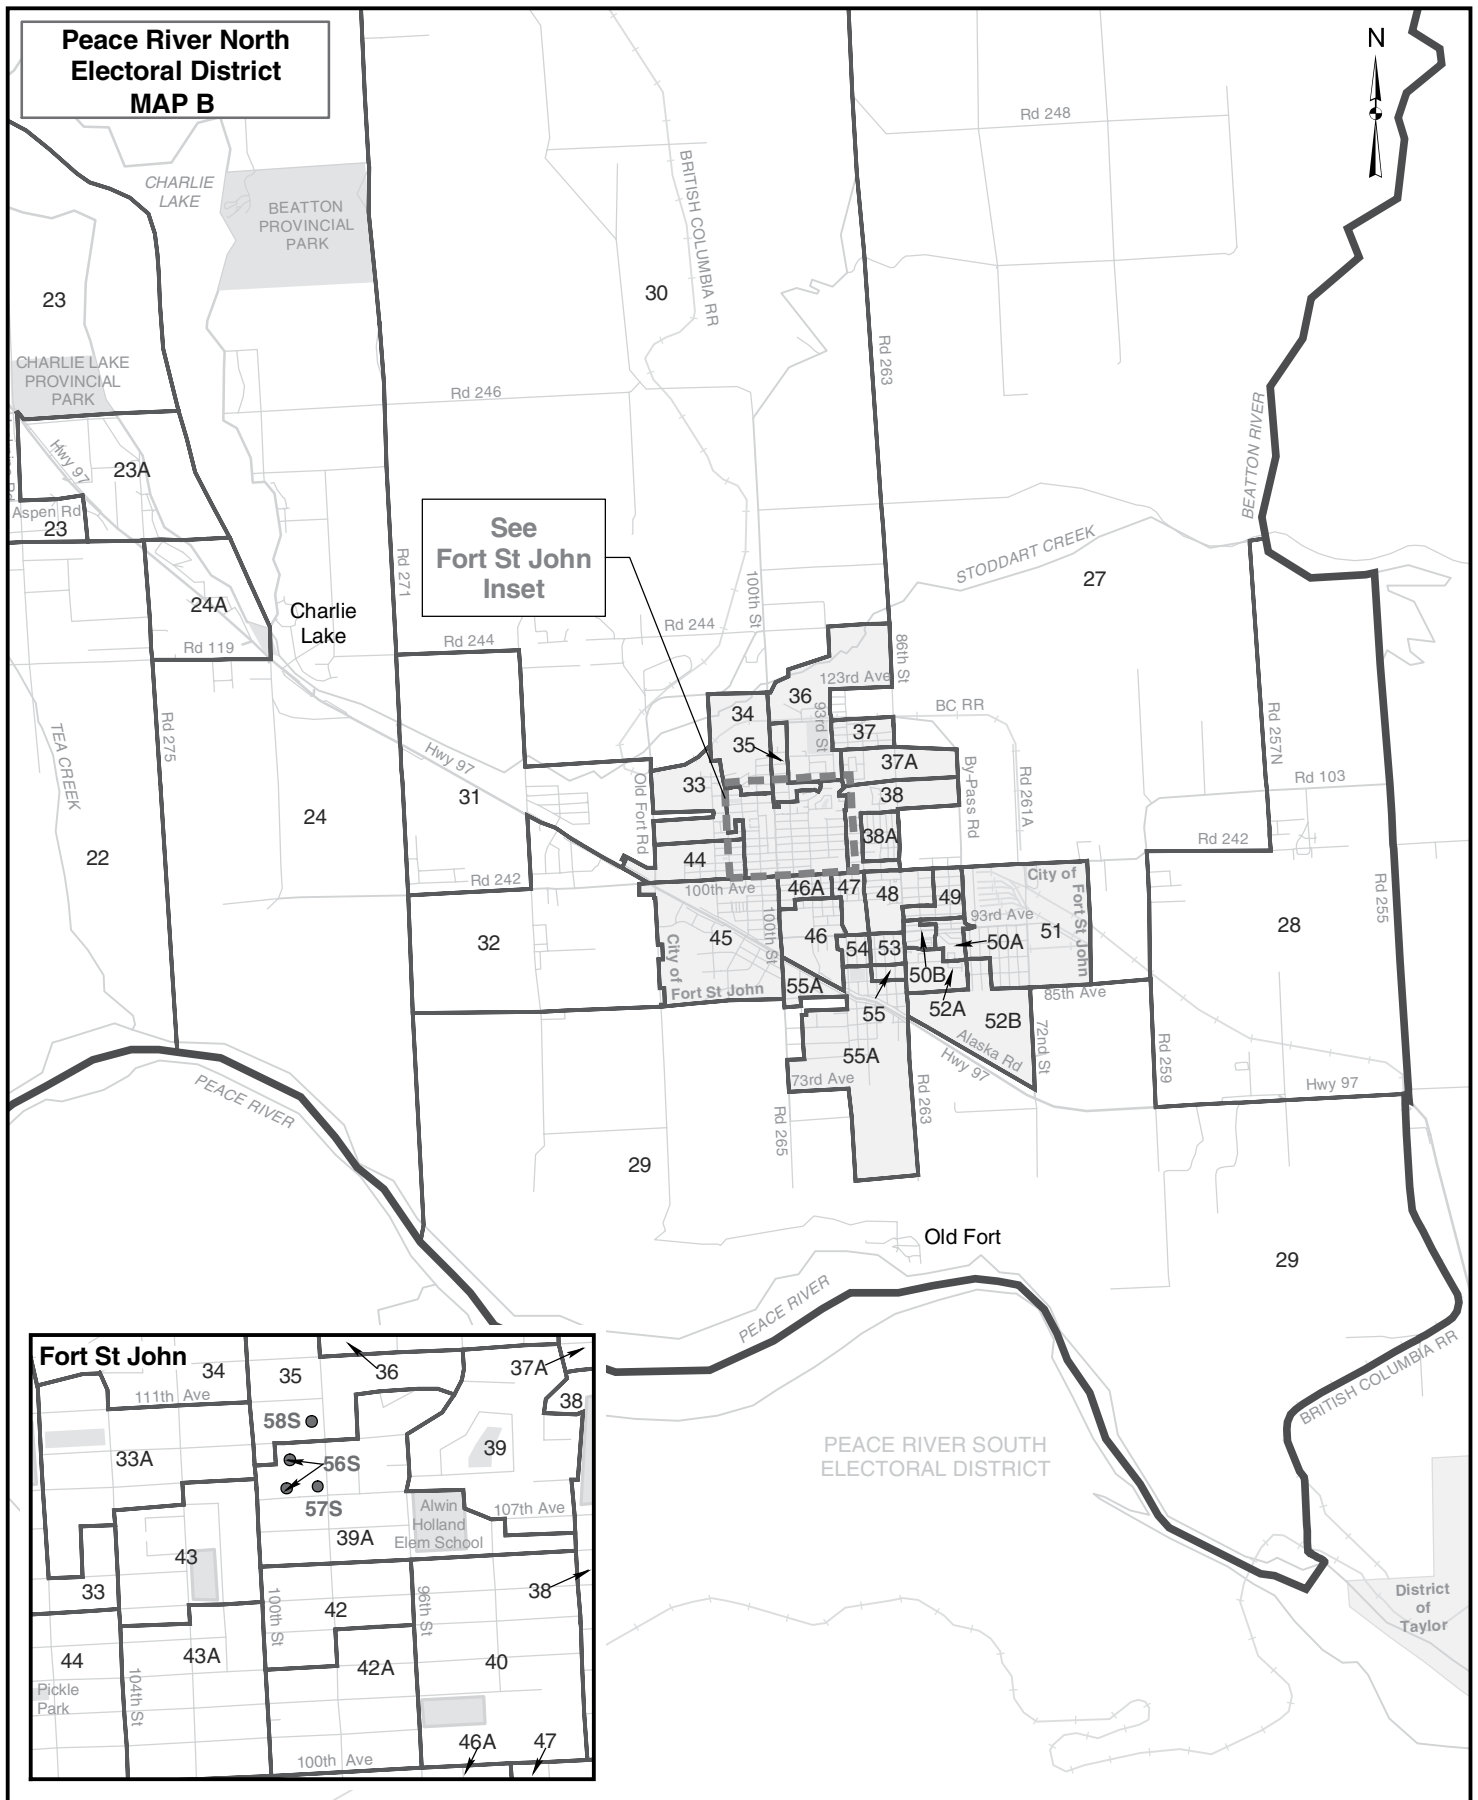 Peace River North
Electoral District
MAP B
N
Rd 248
CHARLIE
LAKE
BEATTON
PROVINCIAL
PARK
BRITISH COLUMBIA RR
23
30
CHARLIE LAKE
PROVINCIAL
PARK
Rd 263
Rd 246
BEATTON RIVER
Hwy 97
23A
Aspen Rd
23
See
Fort St John
Inset
STODDART CREEK
27
Rd 271
100th St
24A
Charlie
Lake
Rd 119
Rd 244
Rd 244
86th St
123rd Ave
36
34
93rd St
35
BC RR
37
37A
TEA CREEK
Rd 275
Hwy 97
Rd 257N
By-Pass Rd
Rd 261A
Rd 103
33
38
31
Old Fort Rd
24
38A
Rd 242
22
44
Rd 242
100th Ave
46A
47
48
49
City of
Fort St John
Rd 255
93rd Ave
100th St
28
32
City of
Fort St John
45
46
54
53
50A
51
50B
55A
52A
85th Ave
55
52B
Alaska Rd
Hwy 97
72nd St
Rd 259
55A
73rd Ave
Hwy 97
PEACE RIVER
Rd 265
Rd 263
29
Old Fort
29
PEACE RIVER
BRITISH COLUMBIA RR
PEACE RIVER SOUTH
ELECTORAL DISTRICT
District
of
Taylor
Fort St John
34
35
36
37A
38
111th Ave
58S
33A
39
56S
57S
Alwin
Holland
Elem School
107th Ave
39A
43
33
100th St
42
96th St
38
44
43A
42A
40
Pickle
Park
104th St
46A
47
100th Ave